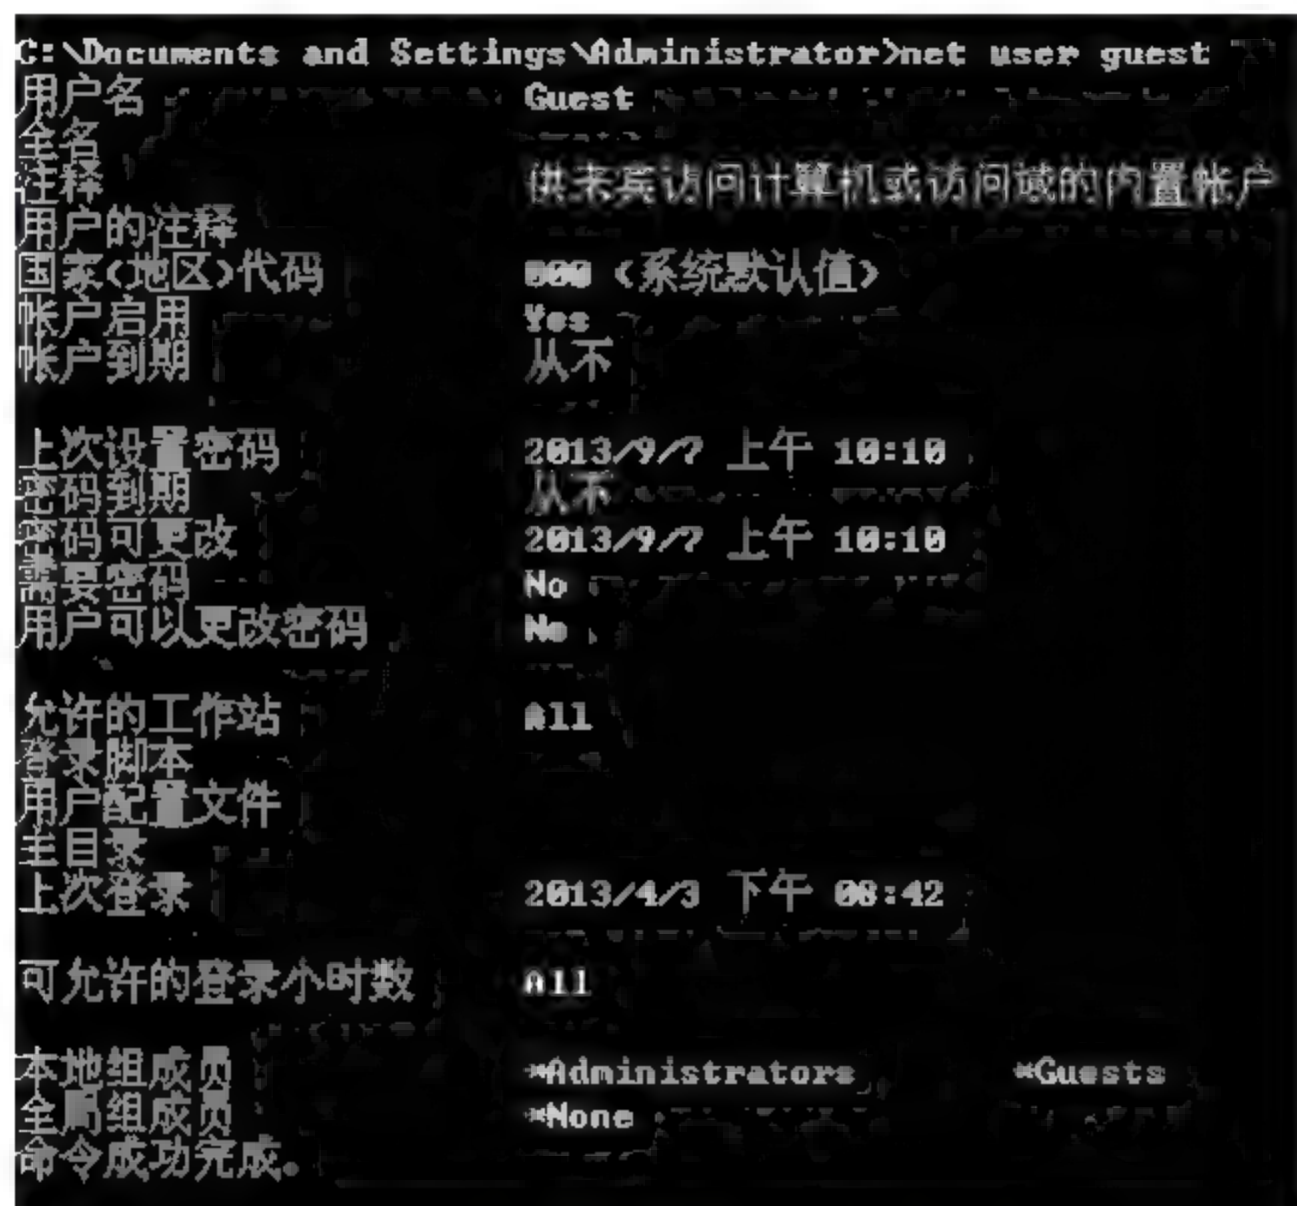 C:\Documents and Settings\Administrator>net user guest
用户名 Guest
全名
注释 供来宾访问计算机或访问域的内置帐户
用户的注释
国家(地区)代码 000 (系统默认值)
帐户启用 Yes
帐户到期 从不
上次设置密码 2013/9/7 上午 10:10
密码到期 从不
密码可更改 2013/9/7 上午 10:10
需要密码 No
用户可以更改密码 No
允许的工作站 All
登录脚本
用户配置文件
主目录
上次登录 2013/4/3 下午 08:42
可允许的登录小时数 All
本地组成员 *Administrators *Guests
全局组成员 *None
命令成功完成。